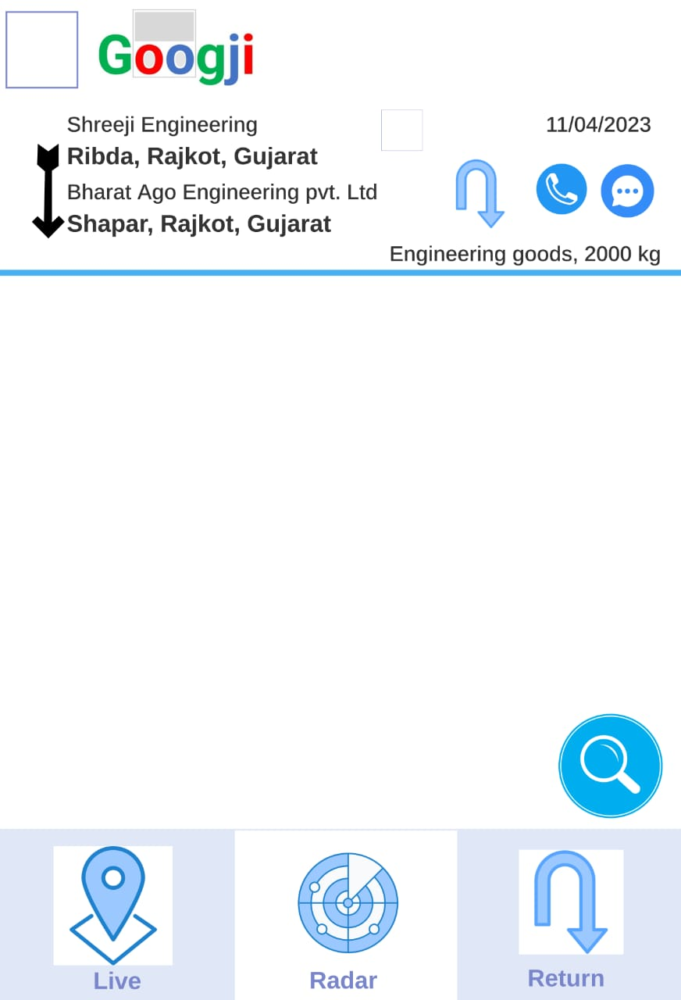 Googji
Shreeji Engineering
11/04/2023
Ribda, Rajkot, Gujarat
Bharat Ago Engineering pvt. Ltd
Shapar, Rajkot, Gujarat
Engineering goods, 2000 kg
Live
Radar
Return